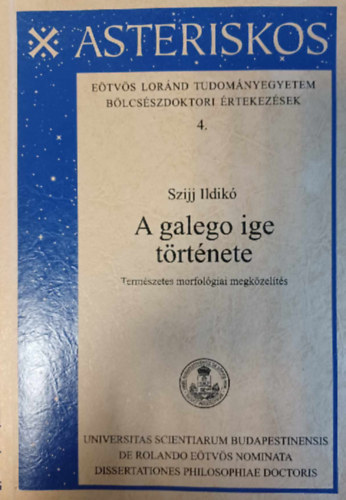 ASTERISKOS
EÖTVÖS LORÁND TUDOMÁNYEGYETEM
BÖLCSÉSZDOKTORI ÉRTEKEZÉSEK
4.
Szijj Ildikó
A galego ige
története
Természetes morfológiai megközelítés
UNIVERSITAS SCIENTIARUM BUDAPESTINENSIS
DE ROLANDO EÖTVÖS NOMINATA
DISSERTATIONES PHILOSOPHIAE DOCTORIS